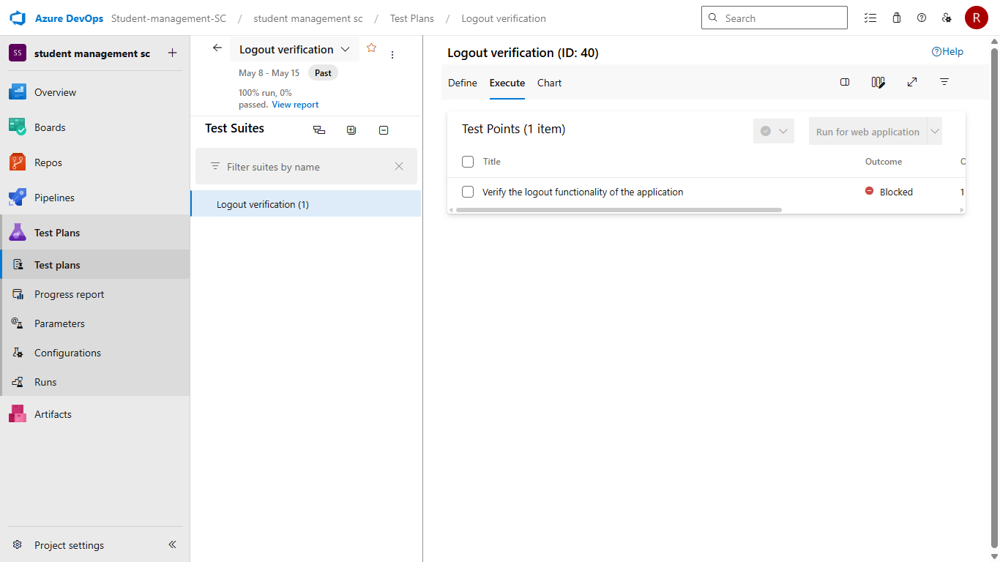 Azure DevOps Student-management-SC / student management sc / Test Plans / Logout verification
Search
R
SS student management sc
Overview
Boards
Repos
Pipelines
Test Plans
Test plans
Progress report
Parameters
Configurations
Runs
Artifacts
Project settings
Logout verification
May 8 - May 15 Past
100% run, 0%
passed. View report
Test Suites
Filter suites by name
Logout verification (1)
Logout verification (ID: 40)
Help
Define Execute Chart
Test Points (1 item)
Run for web application
Title Outcome
Verify the logout functionality of the application Blocked 1